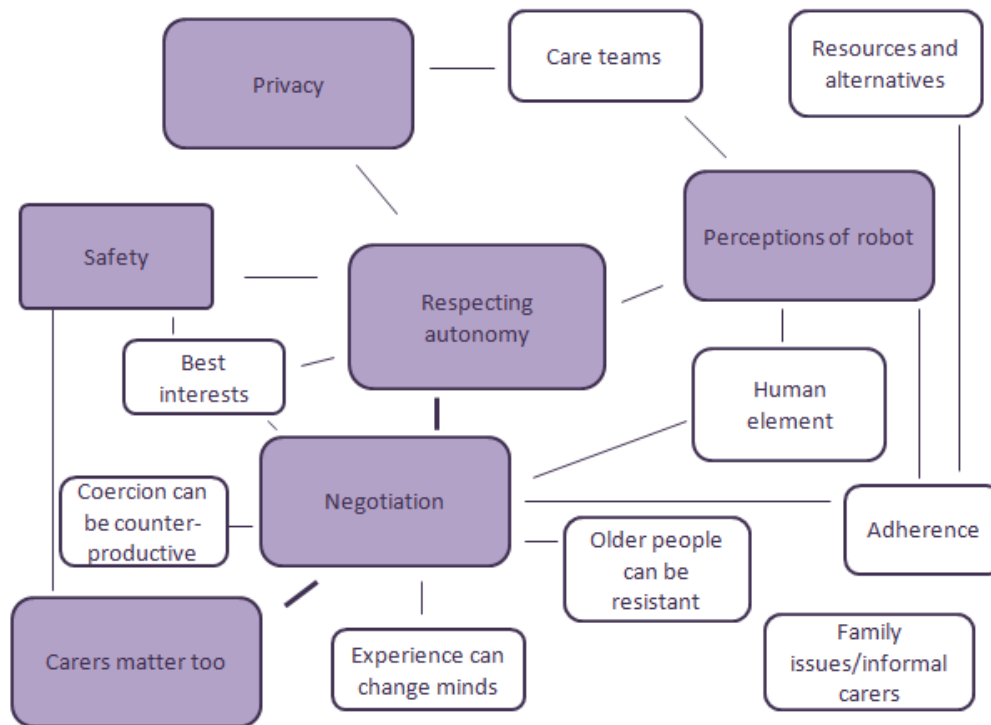 Privacy
Care teams
Resources and
alternatives
Safety
Perceptions of robot
Respecting
autonomy
Best
interests
Human
element
Coercion can
be counter-
productive
Negotiation
Older people
can be
resistant
Adherence
Carers matter too
Experience can
change minds
Family
issues/informal
carers